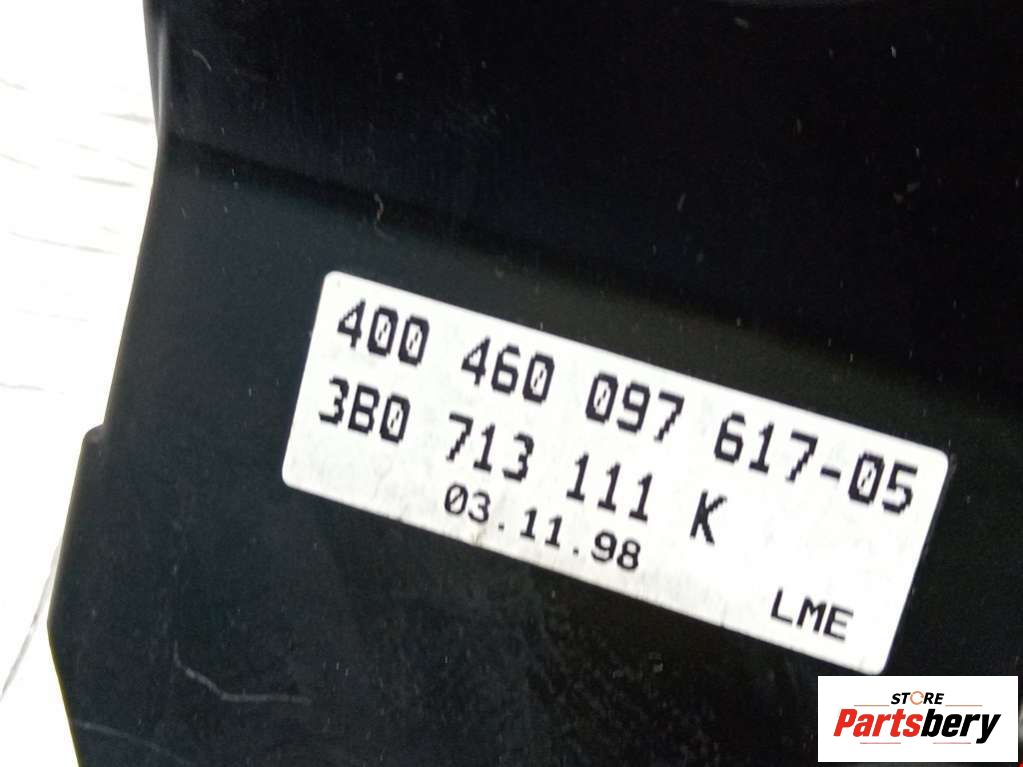 400 460 097 617-05
3B0 713 111 K
03.11.98
LME
STORE
Partsbery